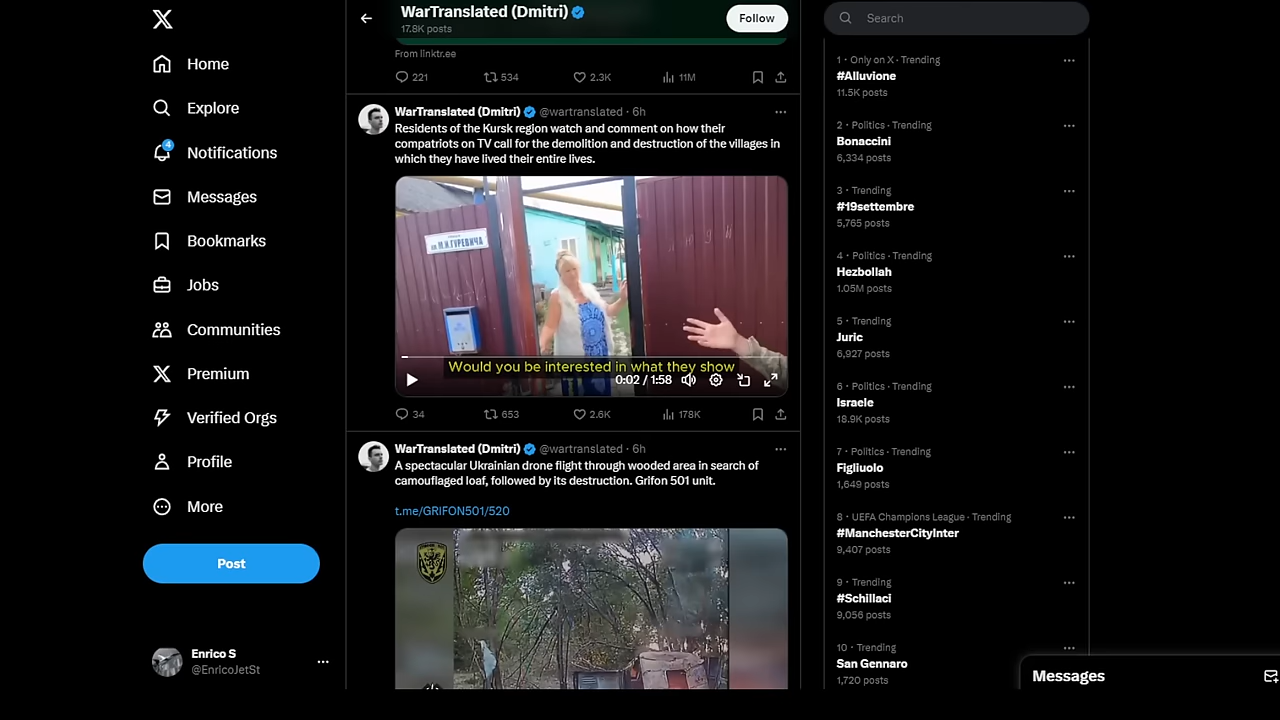 Home
Explore
4
Notifications
Messages
Bookmarks
Jobs
Communities
Premium
Verified Orgs
Profile
More
Post
Enrico S
@EnricoJetSt
WarTranslated (Dmitri)
17.8K posts
Follow
From linktr.ee
221 534 2.3K 11M
WarTranslated (Dmitri) @wartranslated · 6h
Residents of the Kursk region watch and comment on how their
compatriots on TV call for the demolition and destruction of the villages in
which they have lived their entire lives.
М.И.ГУРЕВИЧА
Would you be interested in what they show
0:02 / 1:58
34 653 2.6K 178K
WarTranslated (Dmitri) @wartranslated · 6h
A spectacular Ukrainian drone flight through wooded area in search of
camouflaged loaf, followed by its destruction. Grifon 501 unit.
t.me/GRIFON501/520
Search
1 · Only on X · Trending
#Alluvione
11.5K posts
2 · Politics · Trending
Bonaccini
6,334 posts
3 · Trending
#19settembre
5,765 posts
4 · Politics · Trending
Hezbollah
1.05M posts
5 · Trending
Juric
6,927 posts
6 · Politics · Trending
Israele
18.9K posts
7 · Politics · Trending
Figliuolo
1,649 posts
8 · UEFA Champions League · Trending
#ManchesterCityInter
9,407 posts
9 · Trending
#Schillaci
9,056 posts
10 · Trending
San Gennaro
1,720 posts
Messages